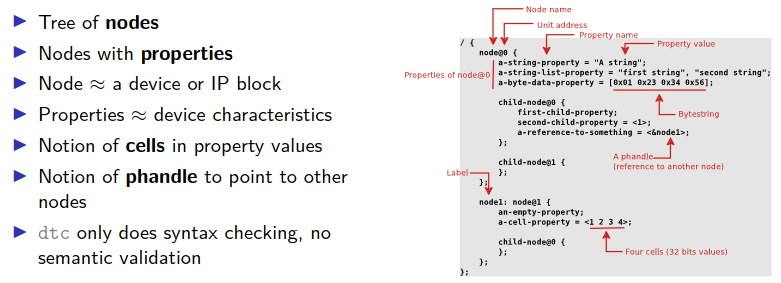 Tree of nodes
Nodes with properties
Node ≈ a device or IP block
Properties ≈ device characteristics
Notion of cells in property values
Notion of phandle to point to other
nodes
dtc only does syntax checking, no
semantic validation
Node name
Unit address
Property name
Property value
/ {
node@0 {
a-string-property = "A string";
a-string-list-property = "first string", "second string";
Properties of node@0
a-byte-data-property = [0x01 0x23 0x34 0x56];
child-node@0 {
first-child-property;
Bytestring
second-child-property = <1>;
a-reference-to-something = <&node1>;
};
A phandle
(reference to another node)
child-node@1 {
};
Label
};
node1: node@1 {
an-empty-property;
a-cell-property = <1 2 3 4>;
child-node@0 {
Four cells (32 bits values)
};
};
};